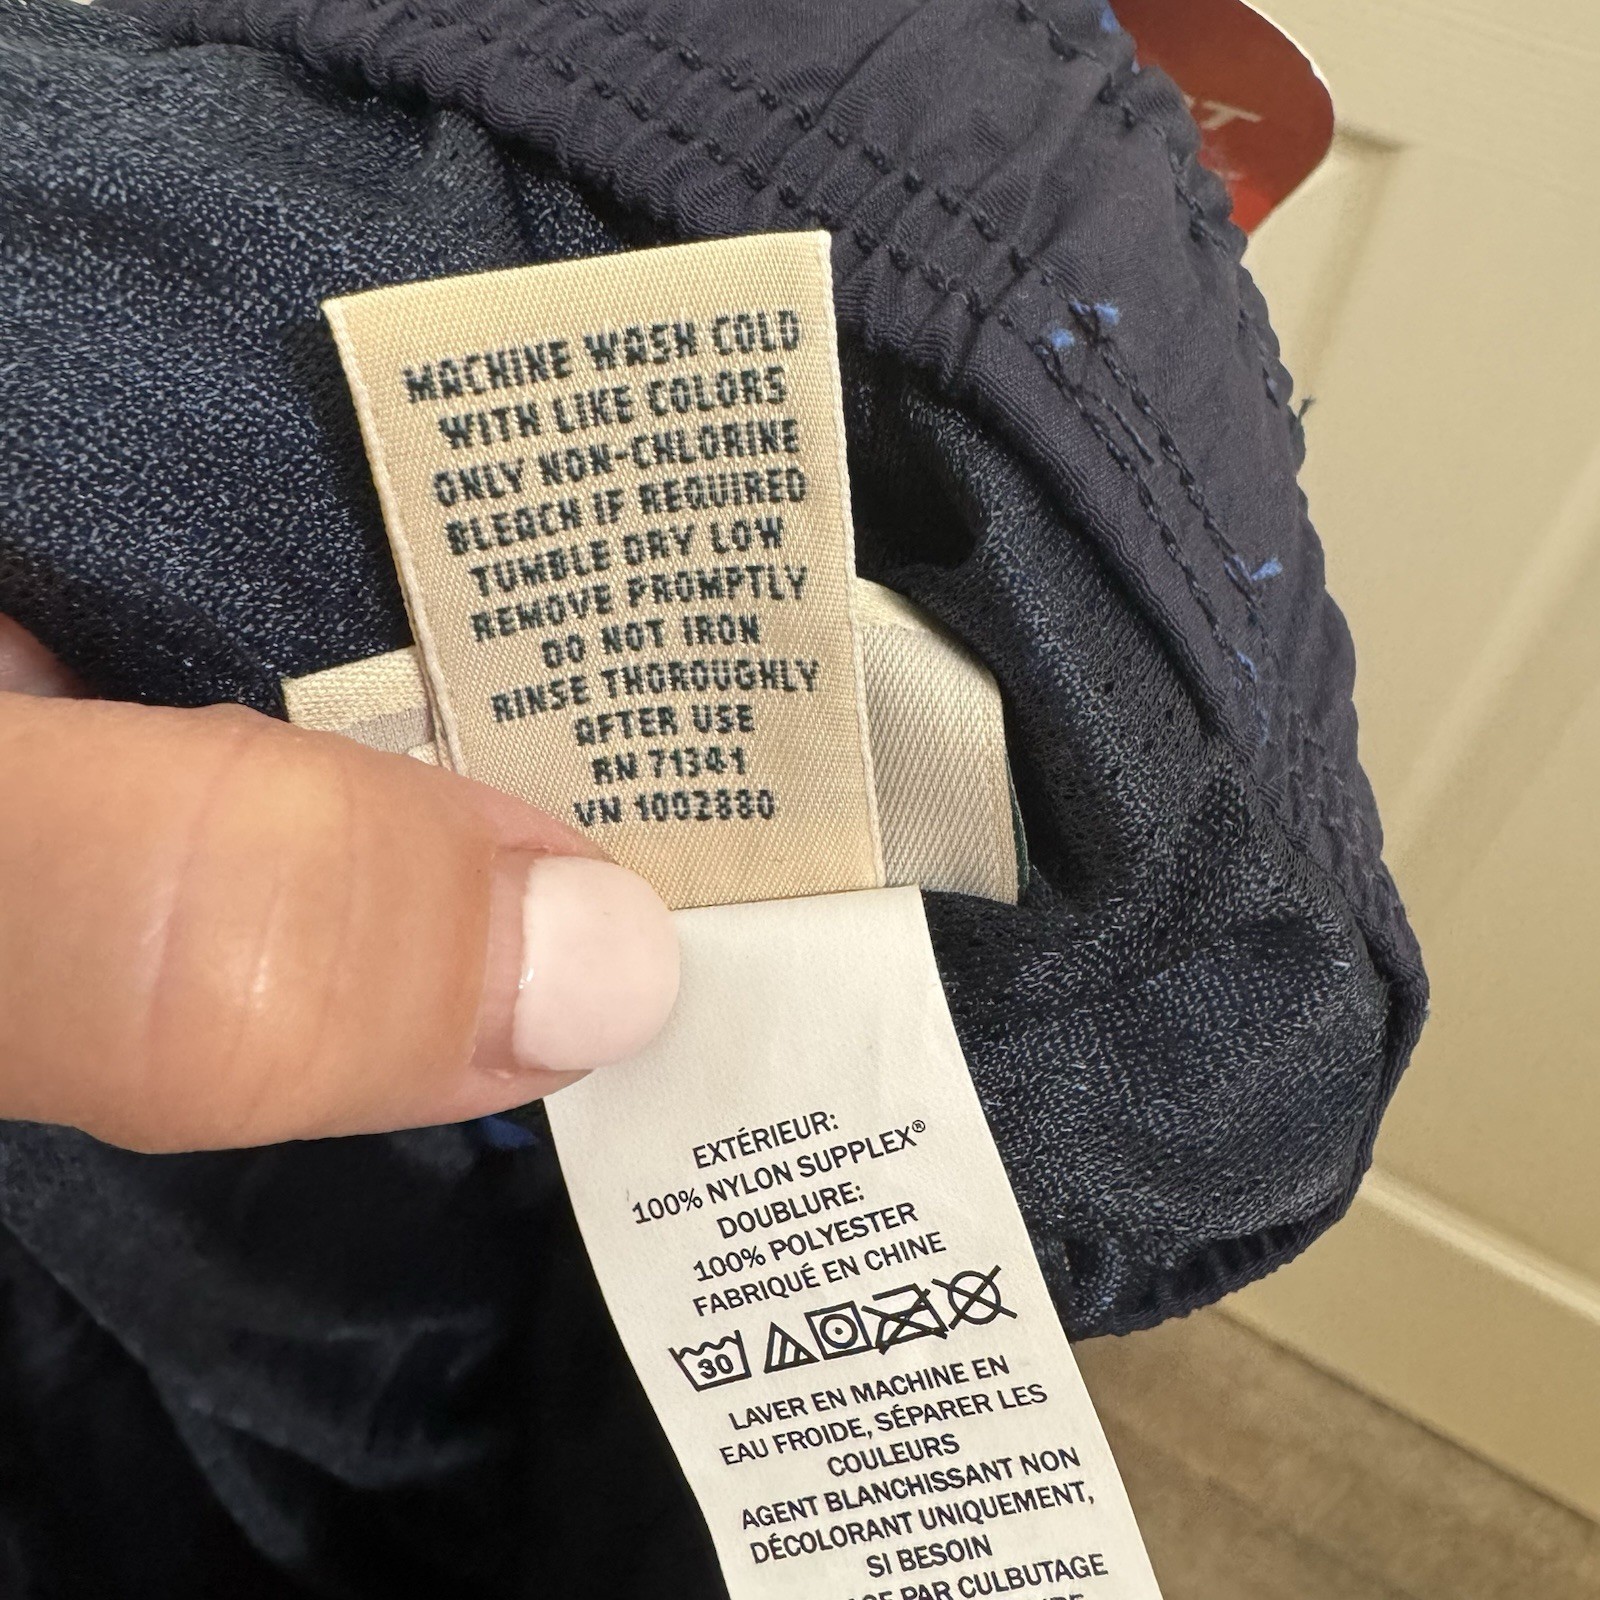 MACHINE WASH COLD
WITH LIKE COLORS
ONLY NON-CHLORINE
BLEACH IF REQUIRED
TUMBLE DRY LOW
REMOVE PROMPTLY
DO NOT IRON
RINSE THOROUGHLY
AFTER USE
RN 71341
VN 1002880
EXTÉRIEUR:
100% NYLON SUPPLEX®
DOUBLURE:
100% POLYESTER
FABRIQUÉ EN CHINE
30
LAVER EN MACHINE EN
EAU FROIDE, SÉPARER LES
COULEURS
AGENT BLANCHISSANT NON
DÉCOLORANT UNIQUEMENT,
SI BESOIN
PAR CULBUTAGE